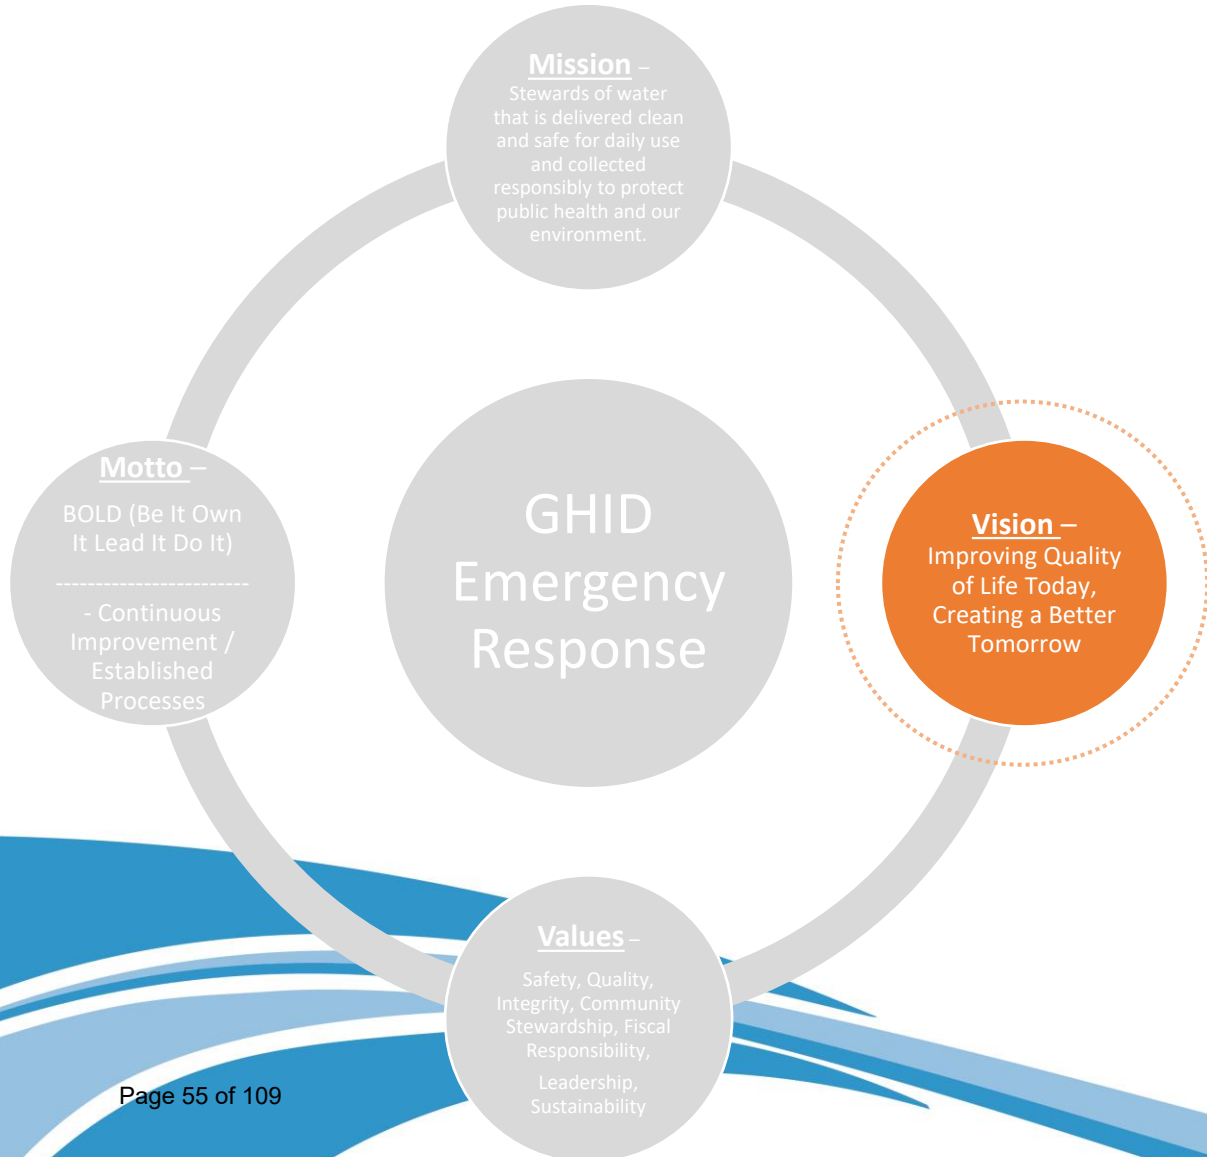 Mission –
Stewards of water
that is delivered clean
and safe for daily use
and collected
responsibly to protect
public health and our
environment.
Motto –
BOLD (Be It Own
It Lead It Do It)
------------------------
- Continuous
Improvement /
Established
Processes
GHID
Emergency
Response
Vision –
Improving Quality
of Life Today,
Creating a Better
Tomorrow
Values –
Safety, Quality,
Integrity, Community
Stewardship, Fiscal
Responsibility,
Leadership,
Sustainability
Page 55 of 109